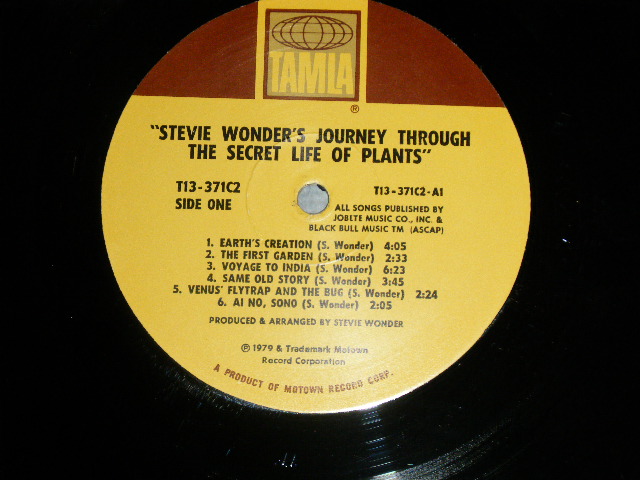 TAMLA
®
"STEVIE WONDER'S JOURNEY THROUGH
THE SECRET LIFE OF PLANTS"
T13-371C2
SIDE ONE
T13-371C2-A1
ALL SONGS PUBLISHED BY
JOBETE MUSIC CO., INC. &
BLACK BULL MUSIC TM (ASCAP)
1. EARTH'S CREATION (S. Wonder) 4:05
2. THE FIRST GARDEN (S. Wonder) 2:33
3. VOYAGE TO INDIA (S. Wonder) 6:23
4. SAME OLD STORY (S. Wonder) 3:45
5. VENUS' FLYTRAP AND THE BUG (S. Wonder) 2:24
6. AI NO, SONO (S. Wonder) 2:05
PRODUCED & ARRANGED BY STEVIE WONDER
℗ 1979 & Trademark Motown
Record Corporation
A PRODUCT OF MOTOWN RECORD CORP.